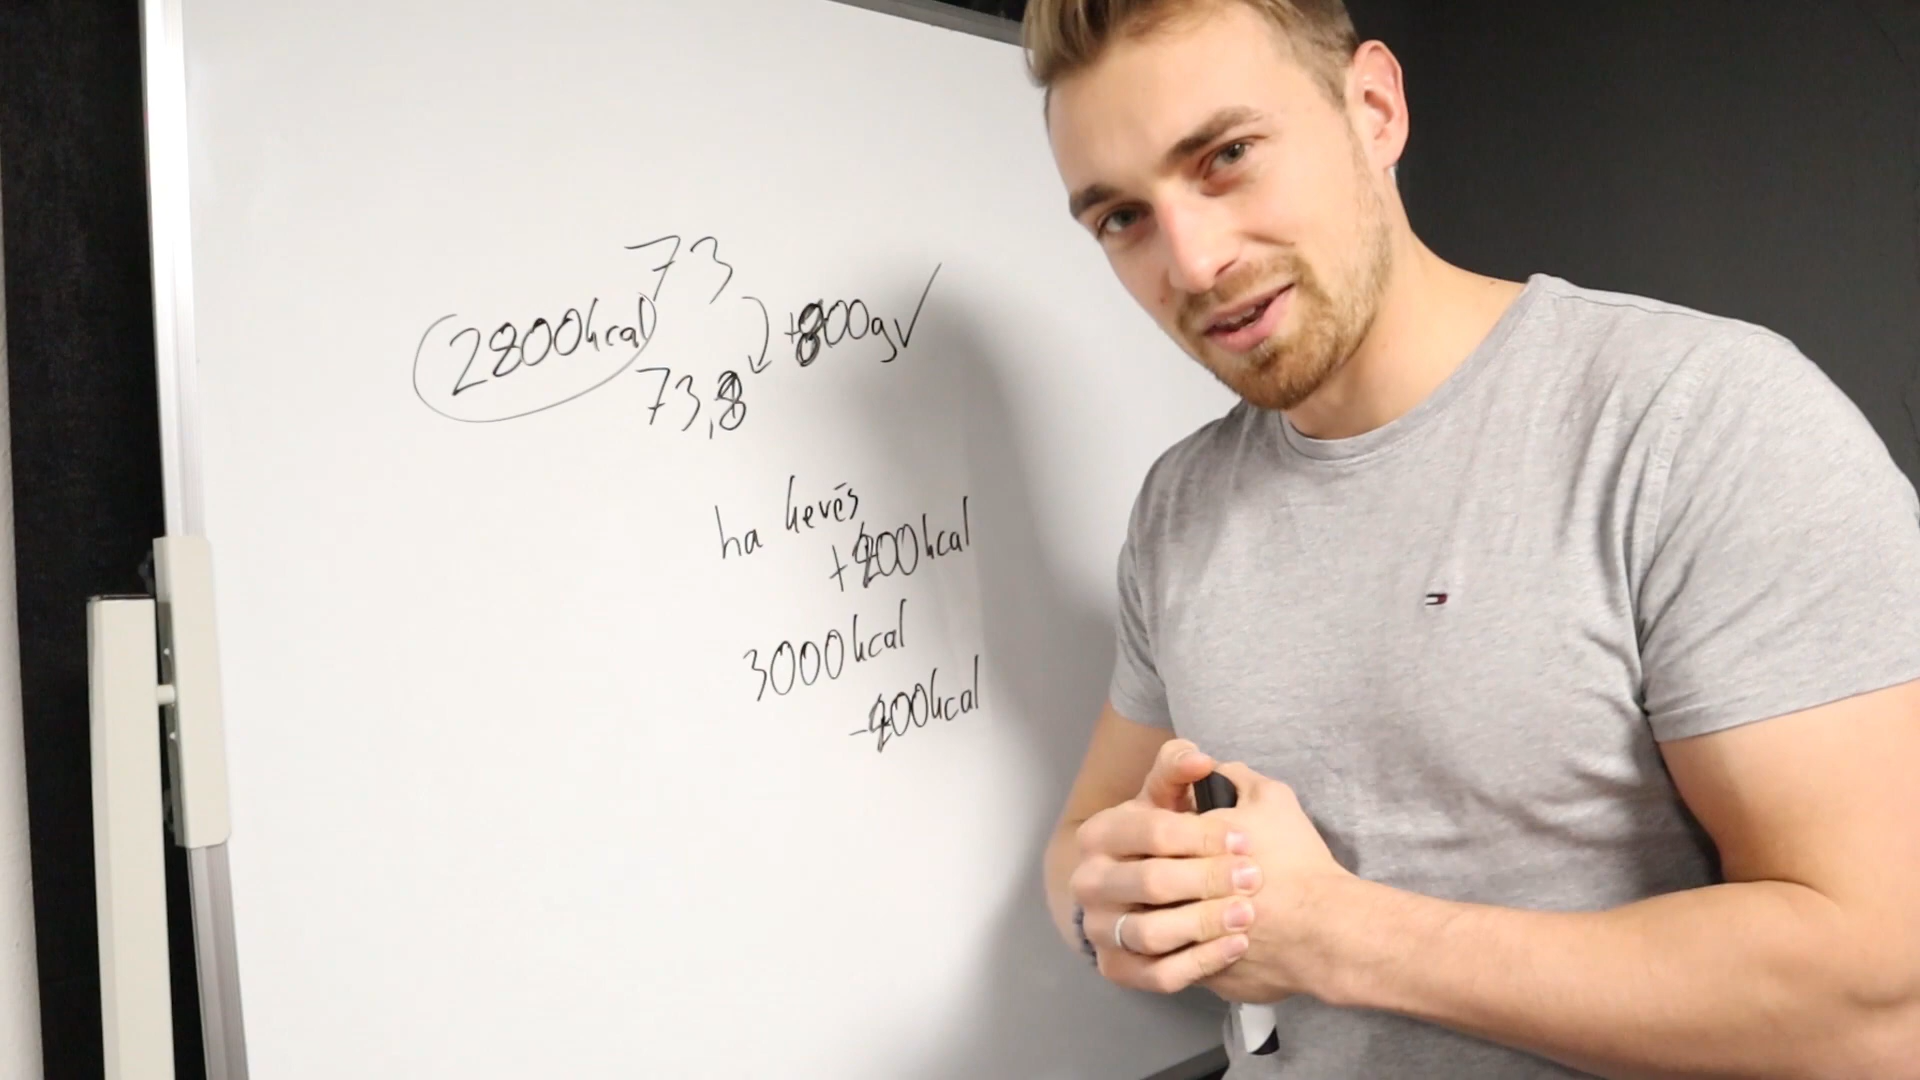 73
2800kcal
+800g✓
73,8
ha kevés
+200kcal
3000kcal
-200kcal